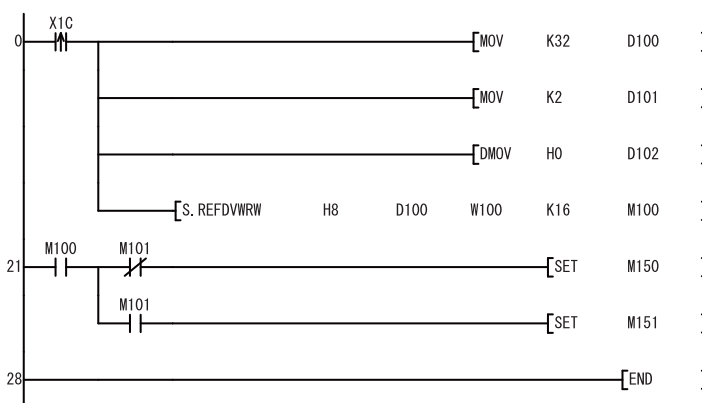 X1C
0 [MOV K32 D100 ]
[MOV K2 D101 ]
[DMOV H0 D102 ]
[S.REFDVWRW H8 D100 W100 K16 M100 ]
M100 M101
21 [SET M150 ]
M101
[SET M151 ]
28 [END ]